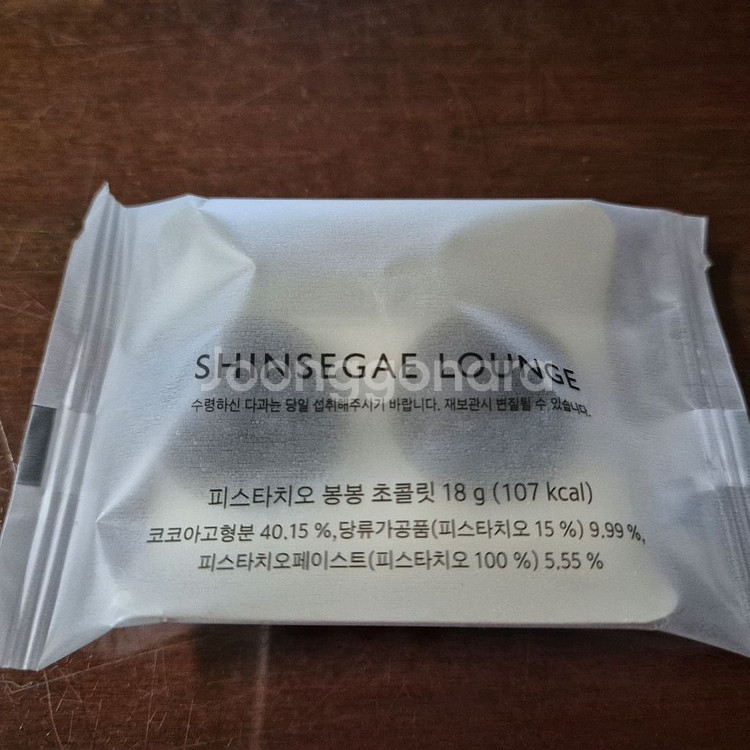 SHINSEGAE LOUNGE
Joonggonara
수령하신 다과는 당일 섭취해주시기 바랍니다. 재보관시 변질될 수 있습니다.
피스타치오 봉봉 초콜릿 18 g (107 kcal)
코코아고형분 40.15 %,당류가공품(피스타치오 15 %) 9.99 %,
피스타치오페이스트(피스타치오 100 %) 5.55 %